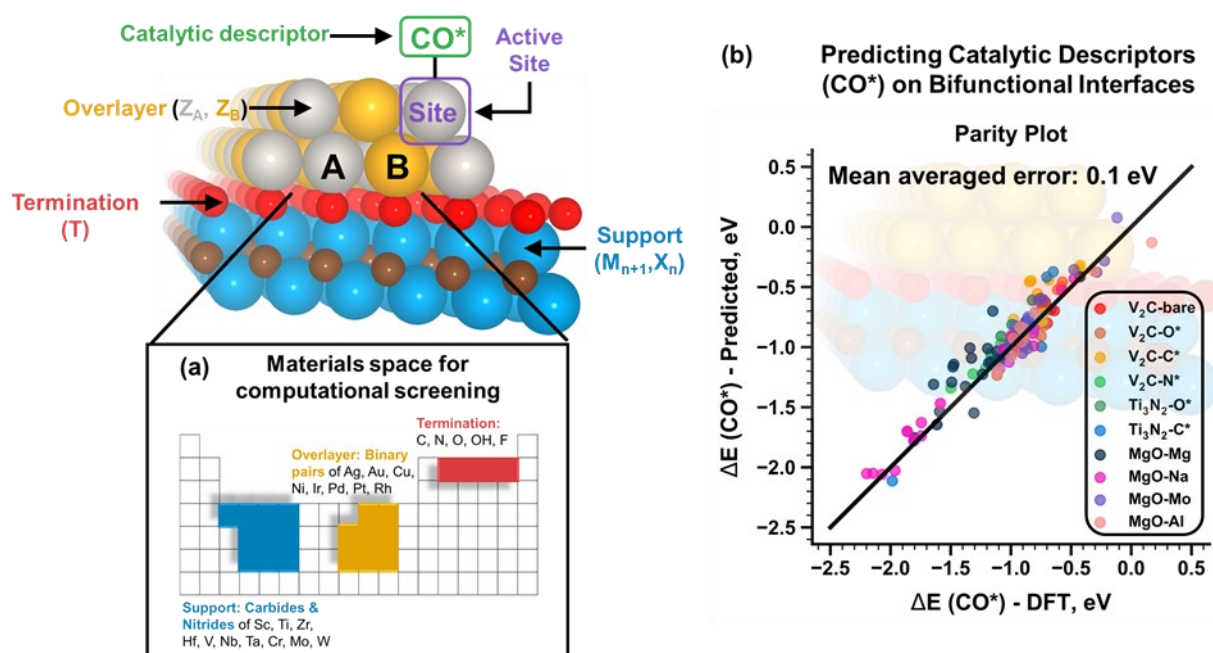 Catalytic descriptor
CO*
Active
Site
Overlayer (Z_A, Z_B)
Site
A
B
Termination
(T)
Support
(M_{n+1},X_n)
(a)
Materials space for
computational screening
Termination:
C, N, O, OH, F
Overlayer: Binary
pairs of Ag, Au, Cu,
Ni, Ir, Pd, Pt, Rh
Support: Carbides &
Nitrides of Sc, Ti, Zr,
Hf, V, Nb, Ta, Cr, Mo, W
(b)
Predicting Catalytic Descriptors
(CO*) on Bifunctional Interfaces
Parity Plot
Mean averaged error: 0.1 eV
ΔE (CO*) - Predicted, eV
0.5
0.0
−0.5
−1.0
−1.5
−2.0
−2.5
V₂C-bare
V₂C-O*
V₂C-C*
V₂C-N*
Ti₃N₂-O*
Ti₃N₂-C*
MgO-Mg
MgO-Na
MgO-Mo
MgO-Al
−2.5 −2.0 −1.5 −1.0 −0.5 0.0 0.5
ΔE (CO*) - DFT, eV